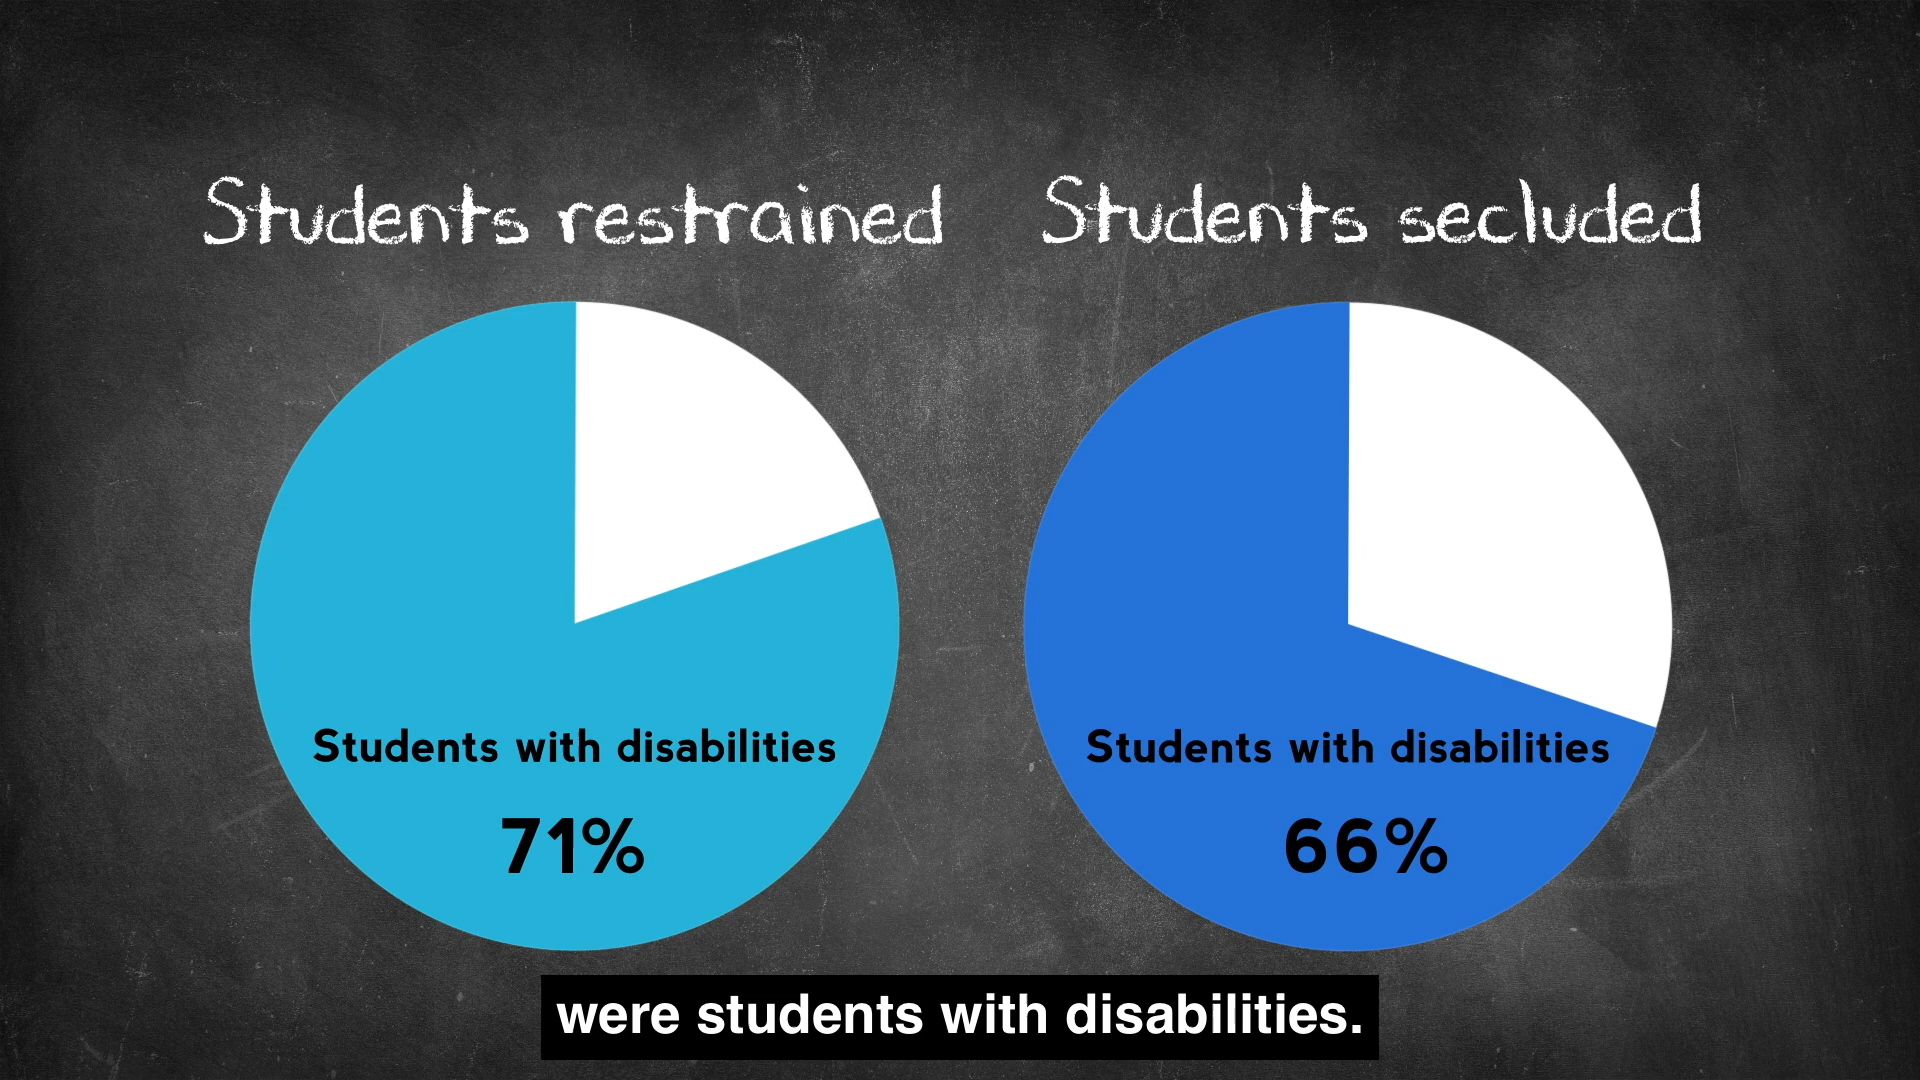 Students restrained
Students secluded
Students with disabilities
71%
Students with disabilities
66%
were students with disabilities.